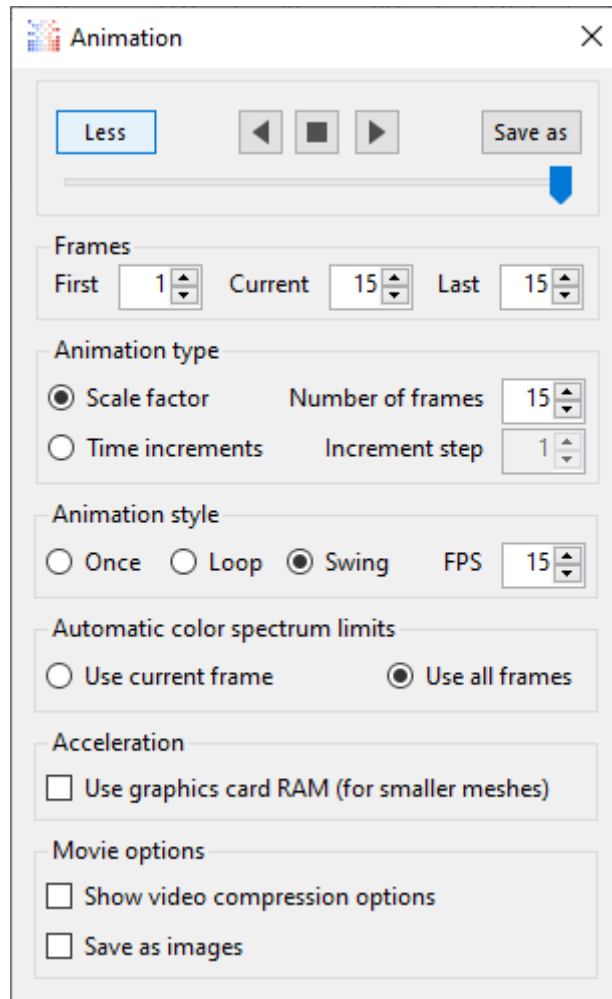 Animation
Less Save as
Frames
First 1 Current 15 Last 15
Animation type
Scale factor Number of frames 15
Time increments Increment step 1
Animation style
Once Loop Swing FPS 15
Automatic color spectrum limits
Use current frame Use all frames
Acceleration
Use graphics card RAM (for smaller meshes)
Movie options
Show video compression options
Save as images